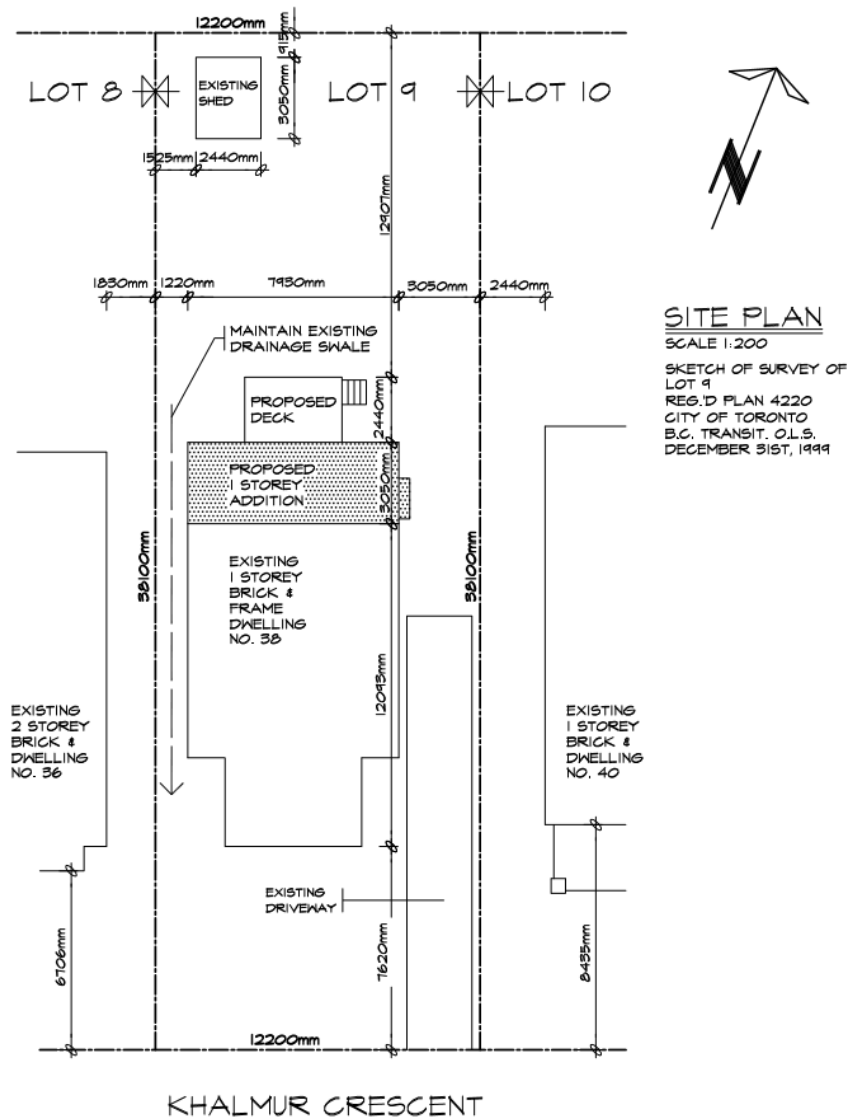 12200mm
915mm
LOT 8
EXISTING
SHED
3050mm
LOT 9
LOT 10
1525mm
2440mm
12907mm
N
1830mm
1220mm
7930mm
3050mm
2440mm
SITE PLAN
SCALE 1:200
SKETCH OF SURVEY OF
LOT 9
REG.'D PLAN 4220
CITY OF TORONTO
B.C. TRANSIT. O.L.S.
DECEMBER 31ST, 1999
MAINTAIN EXISTING
DRAINAGE SWALE
PROPOSED
DECK
2440mm
PROPOSED
1 STOREY
ADDITION
3050mm
38100mm
EXISTING
1 STOREY
BRICK &
FRAME
DWELLING
NO. 38
38100mm
12093mm
EXISTING
2 STOREY
BRICK &
DWELLING
NO. 36
EXISTING
1 STOREY
BRICK &
DWELLING
NO. 40
EXISTING
DRIVEWAY
6706mm
7620mm
8435mm
12200mm
KHALMUR CRESCENT